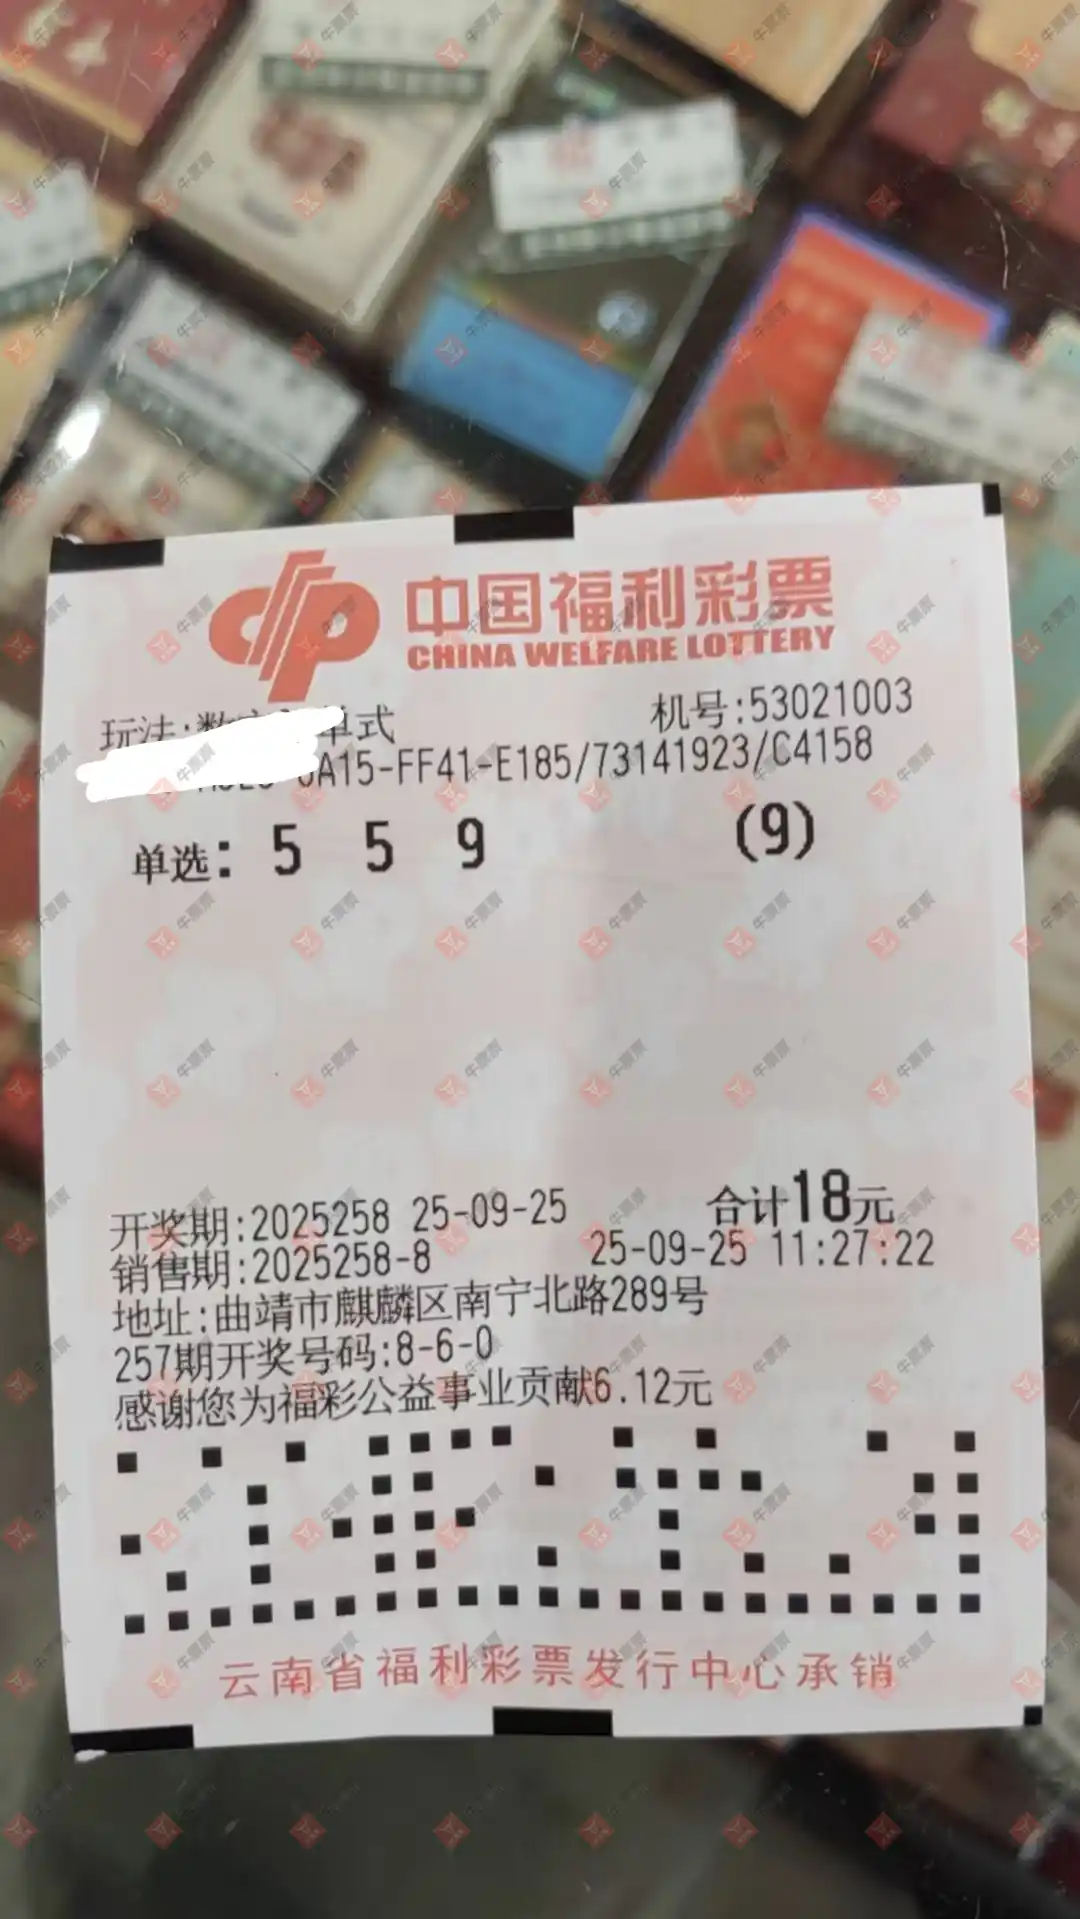 中国福利彩票
CHINA WELFARE LOTTERY
玩法:数 单式 机号:53021003
A15-FF41-E185/73141923/C4158
单选: 5 5 9 (9)
开奖期:2025258 25-09-25 合计18元
销售期:2025258-8 25-09-25 11:27:22
地址:曲靖市麒麟区南宁北路289号
257期开奖号码:8-6-0
感谢您为福彩公益事业贡献6.12元
云南省福利彩票发行中心承销
牛票票